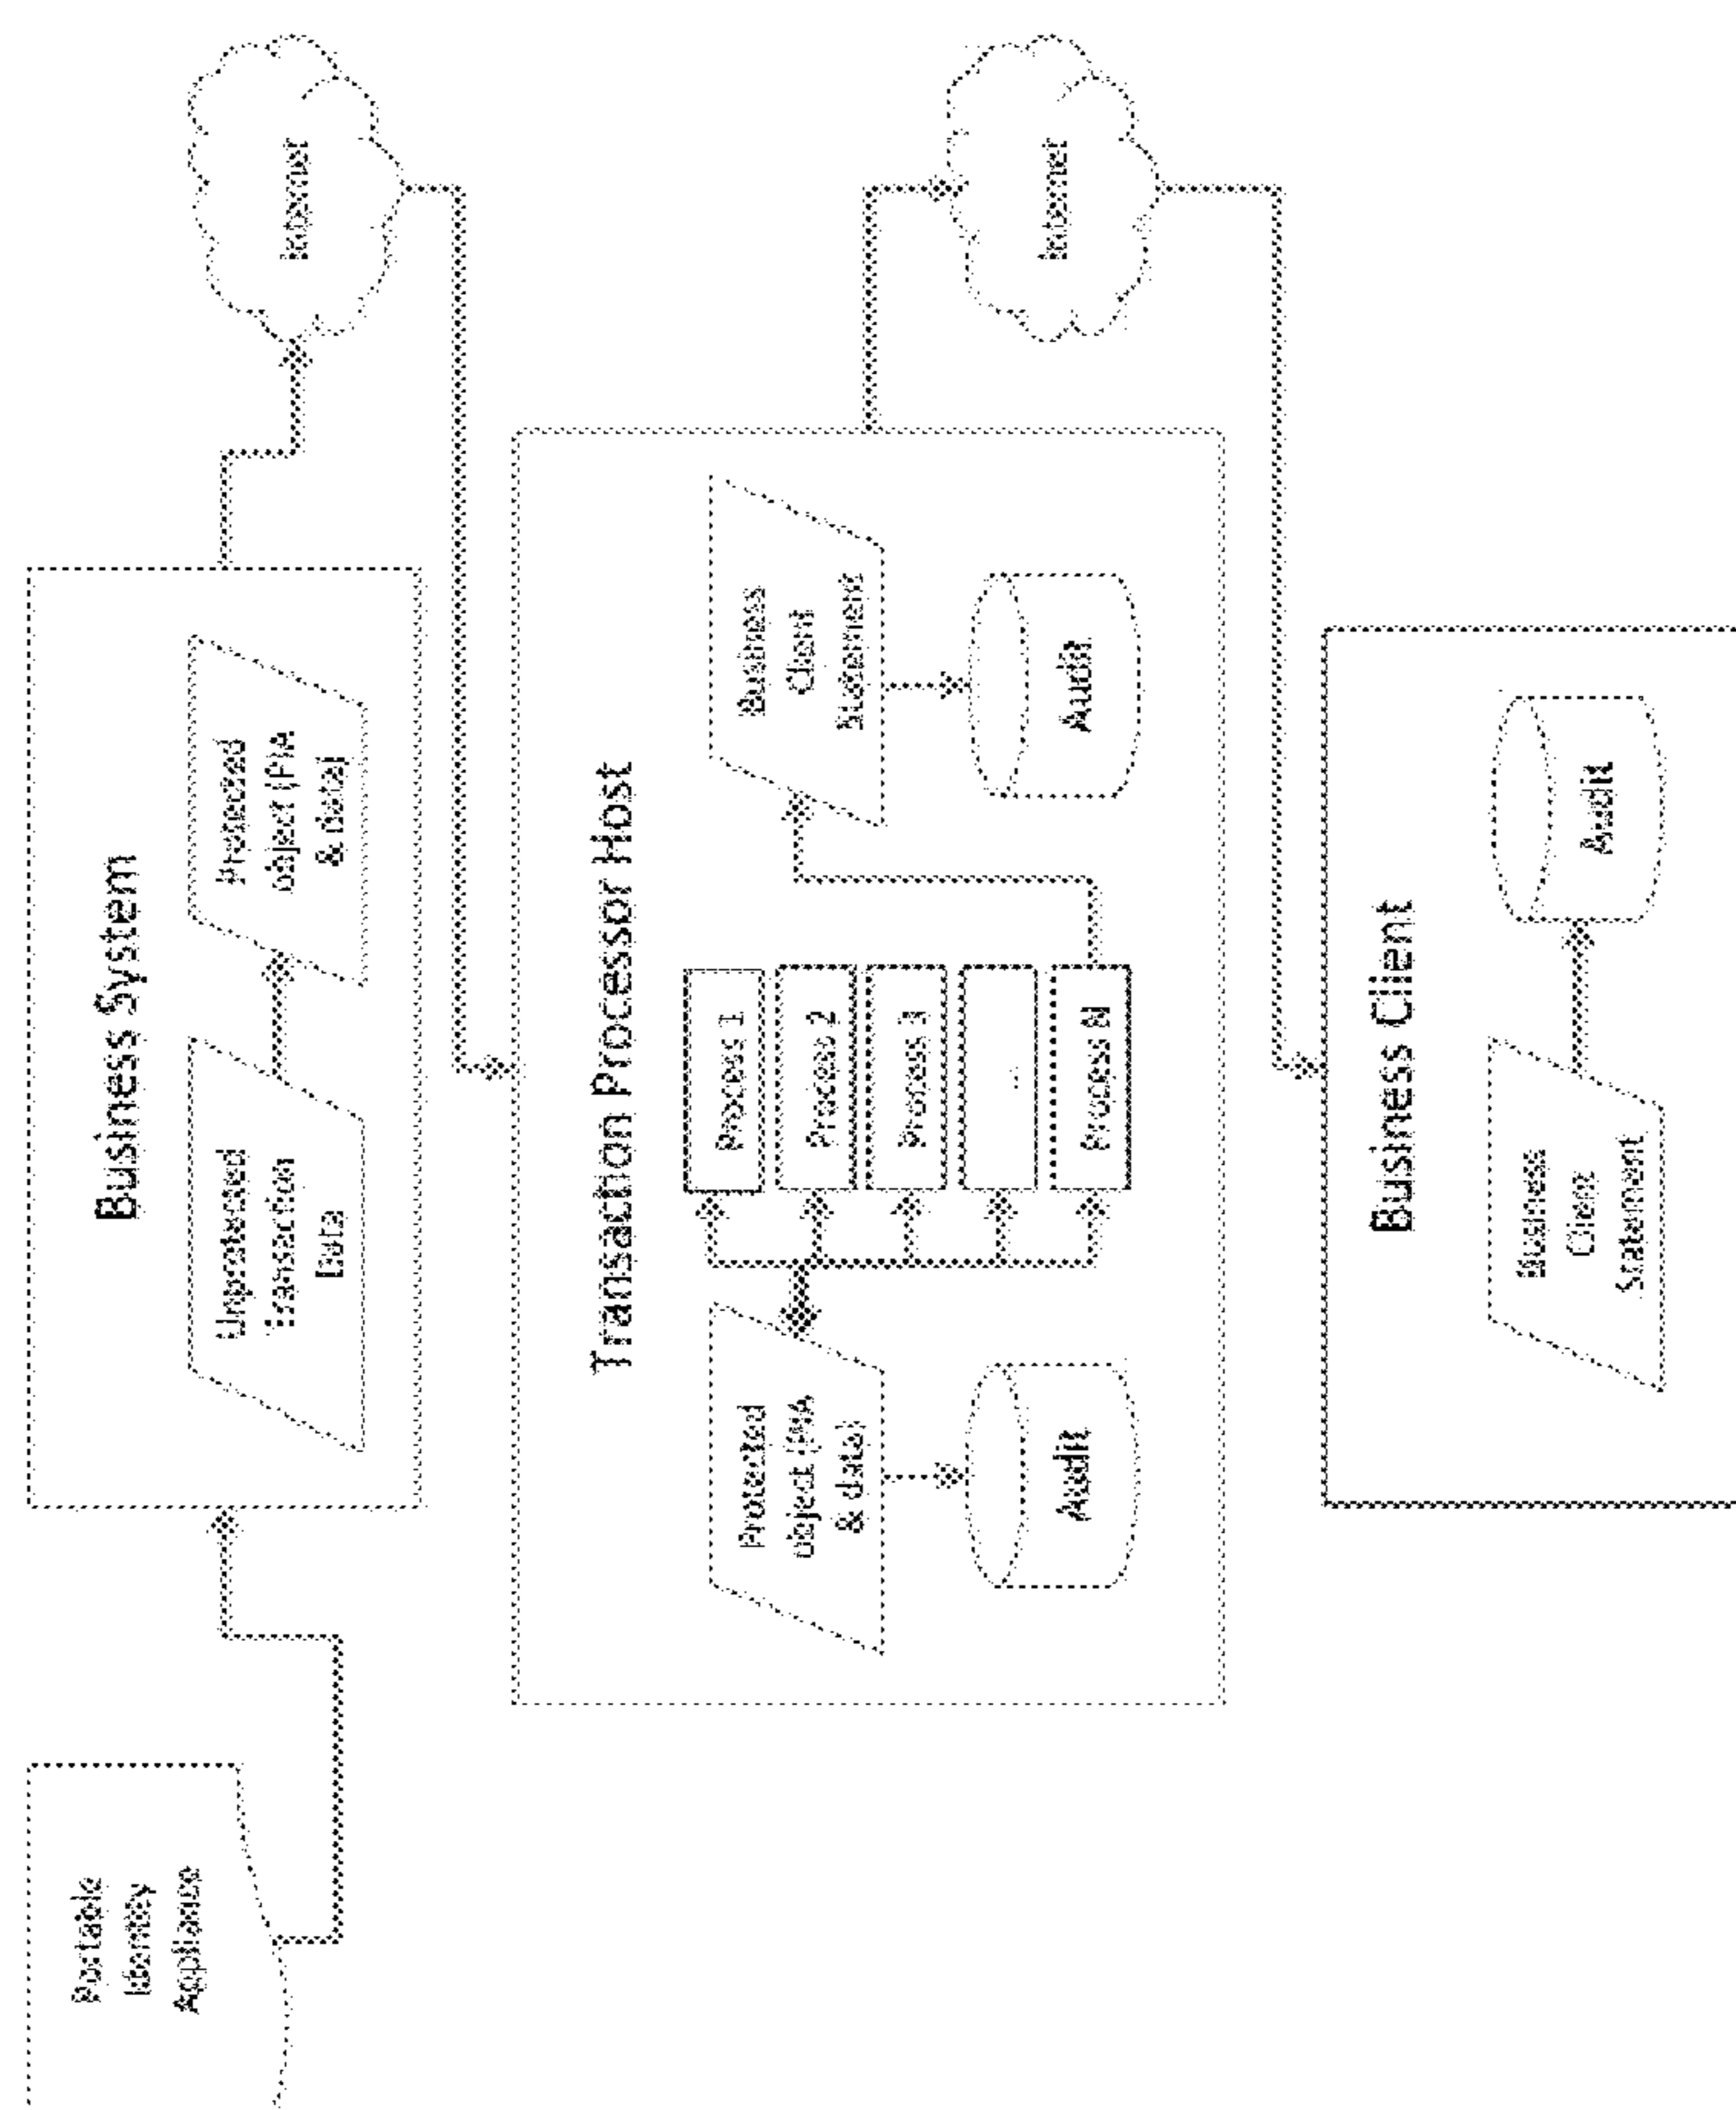 Portable
Identity
Appliance
Business System
Unprotected
Transaction
Data
Protected
object (PIA
& data)
Internet
Transaction Processor Host
Protected
object (PIA
& data)
Audit
Process 1
Process 2
Process 3
.
Process N
Business
Client
Statement
Audit
Internet
Business Client
Business
Client
Statement
Audit